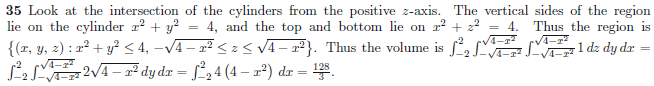 35 Look at the intersection of the cylinders from the positive z-axis. The vertical sides of the region
lie on the cylinder x² + y² = 4, and the top and bottom lie on x² + z² = 4. Thus the region is
{(x, y, z) : x² + y² ≤ 4, −√(4 − x²) ≤ z ≤ √(4 − x²)}. Thus the volume is ∫_{−2}^{2} ∫_{−√(4−x²)}^{√(4−x²)} ∫_{−√(4−x²)}^{√(4−x²)} 1 dz dy dx =
∫_{−2}^{2} ∫_{−√(4−x²)}^{√(4−x²)} 2√(4 − x²) dy dx = ∫_{−2}^{2} 4 (4 − x²) dx = 128/3.